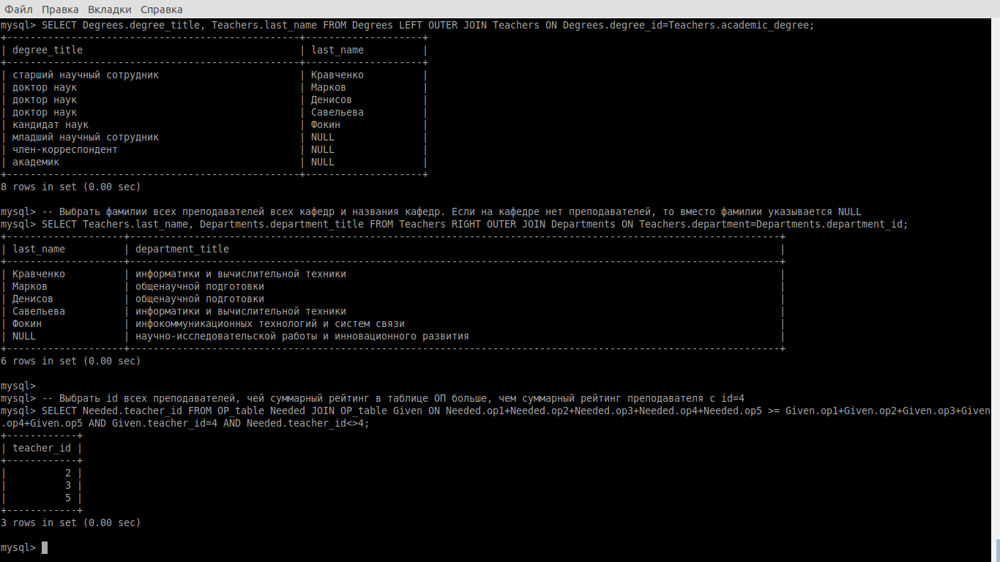 Файл Правка Вкладки Справка
mysql> SELECT Degrees.degree_title, Teachers.last_name FROM Degrees LEFT OUTER JOIN Teachers ON Degrees.degree_id=Teachers.academic_degree;
+--------------------------------------------------+--------------------+
| degree_title                                     | last_name          |
+--------------------------------------------------+--------------------+
| старший научный сотрудник                        | Кравченко          |
| доктор наук                                      | Марков             |
| доктор наук                                      | Денисов            |
| доктор наук                                      | Савельева          |
| кандидат наук                                    | Фокин              |
| младший научный сотрудник                        | NULL               |
| член-корреспондент                               | NULL               |
| академик                                         | NULL               |
+--------------------------------------------------+--------------------+
8 rows in set (0.00 sec)
mysql> -- Выбрать фамилии всех преподавателей всех кафедр и названия кафедр. Если на кафедре нет преподавателей, то вместо фамилии указывается NULL
mysql> SELECT Teachers.last_name, Departments.department_title FROM Teachers RIGHT OUTER JOIN Departments ON Teachers.department=Departments.department_id;
+--------------------+---------------------------------------------------------------------------------------------------------------+
| last_name          | department_title                                                                                              |
+--------------------+---------------------------------------------------------------------------------------------------------------+
| Кравченко          | информатики и вычислительной техники                                                                          |
| Марков             | общенаучной подготовки                                                                                        |
| Денисов            | общенаучной подготовки                                                                                        |
| Савельева          | информатики и вычислительной техники                                                                          |
| Фокин              | инфокоммуникационных технологий и систем связи                                                                |
| NULL               | научно-исследовательской работы и инновационного развития                                                     |
+--------------------+---------------------------------------------------------------------------------------------------------------+
6 rows in set (0.00 sec)
mysql>
mysql> -- Выбрать id всех преподавателей, чей суммарный рейтинг в таблице ОП больше, чем суммарный рейтинг преподавателя с id=4
mysql> SELECT Needed.teacher_id FROM OP_table Needed JOIN OP_table Given ON Needed.op1+Needed.op2+Needed.op3+Needed.op4+Needed.op5 >= Given.op1+Given.op2+Given.op3+Given
.op4+Given.op5 AND Given.teacher_id=4 AND Needed.teacher_id<>4;
+------------+
| teacher_id |
+------------+
|          2 |
|          3 |
|          5 |
+------------+
3 rows in set (0.00 sec)
mysql>